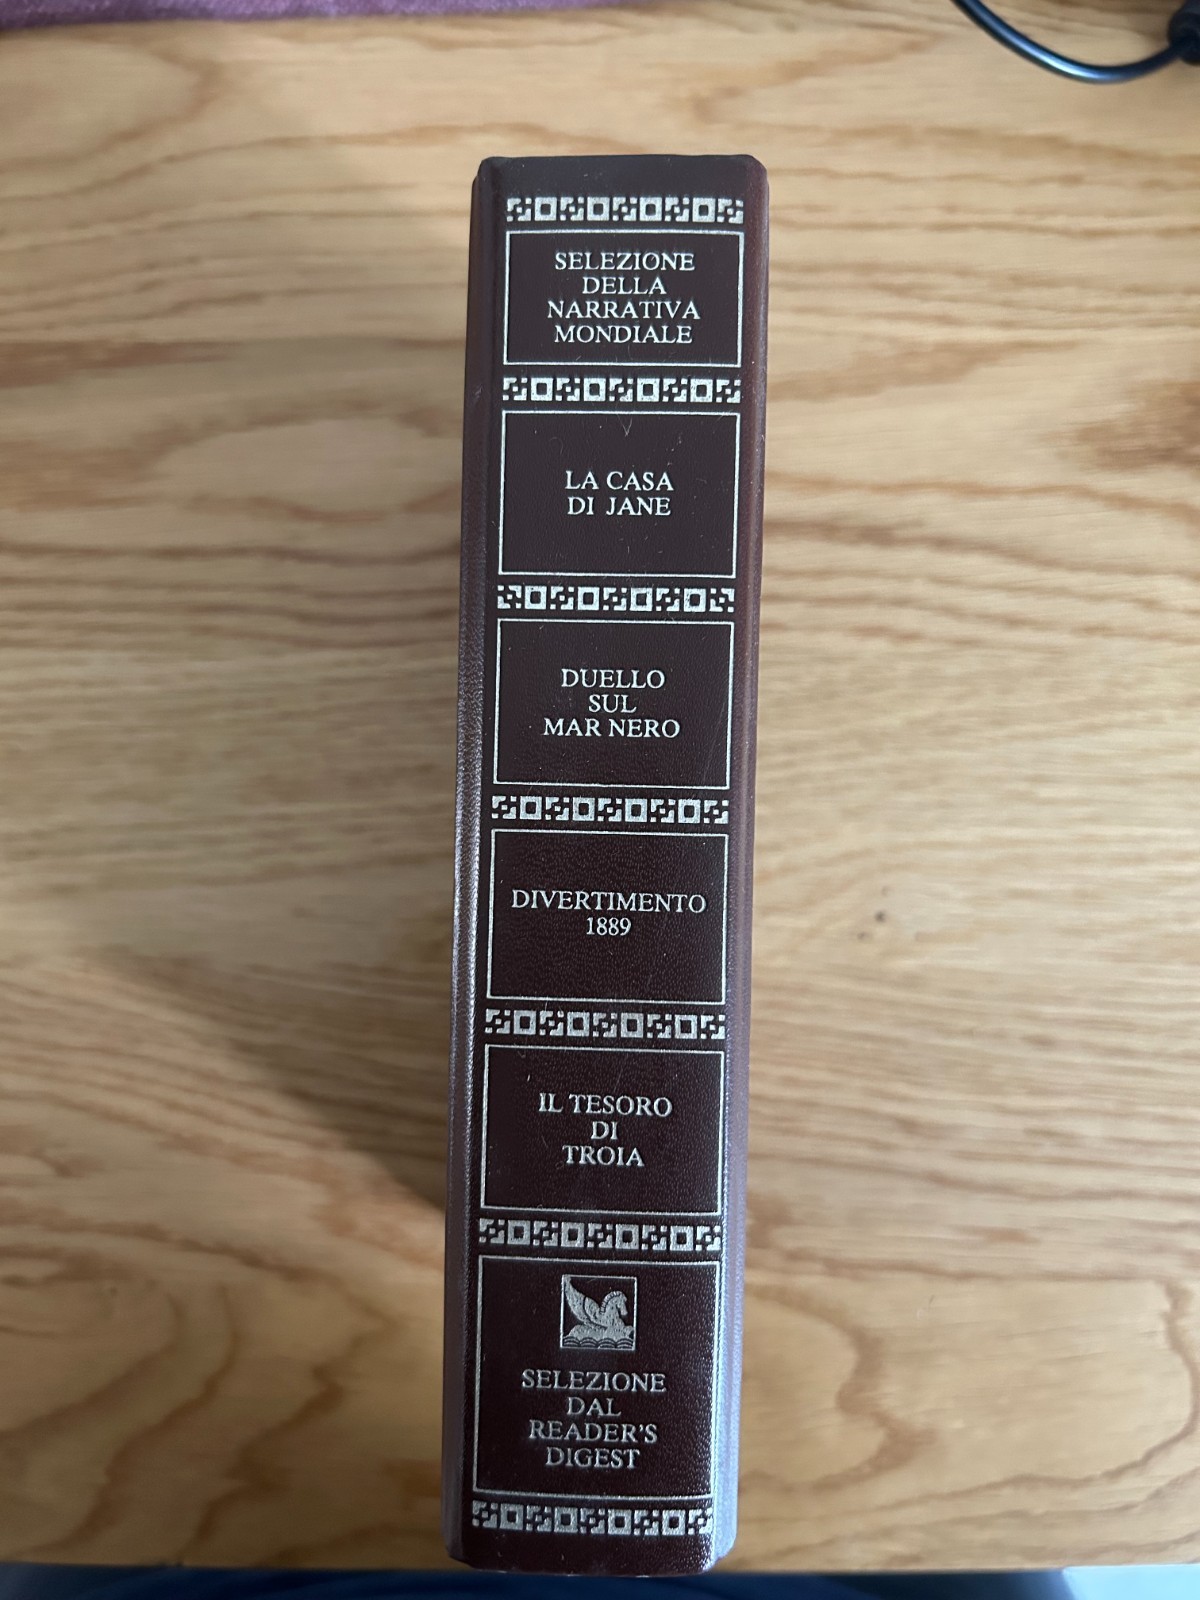 SELEZIONE
DELLA
NARRATIVA
MONDIALE
LA CASA
DI JANE
DUELLO
SUL
MAR NERO
DIVERTIMENTO
1889
IL TESORO
DI
TROIA
SELEZIONE
DAL
READER'S
DIGEST